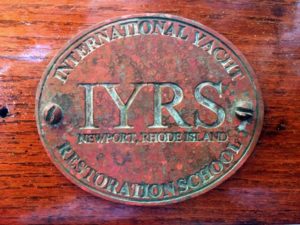 INTERNATIONAL YACHT
IYRS
NEWPORT, RHODE ISLAND
RESTORATION SCHOOL